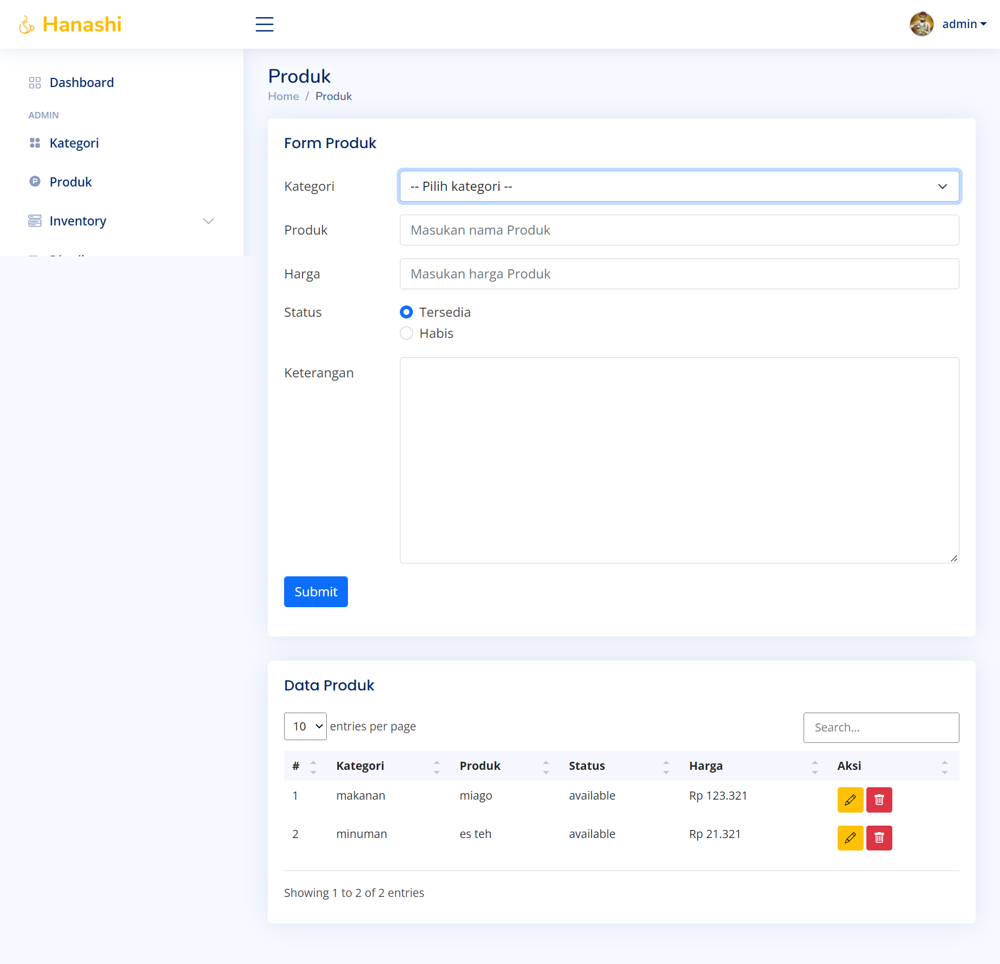 Hanashi
admin
Dashboard
ADMIN
Kategori
Produk
Inventory
Produk
Home / Produk
Form Produk
Kategori
-- Pilih kategori --
Produk
Masukan nama Produk
Harga
Masukan harga Produk
Status
Tersedia
Habis
Keterangan
Submit
Data Produk
10 entries per page
Search...
# Kategori Produk Status Harga Aksi
1 makanan miago available Rp 123.321
2 minuman es teh available Rp 21.321
Showing 1 to 2 of 2 entries